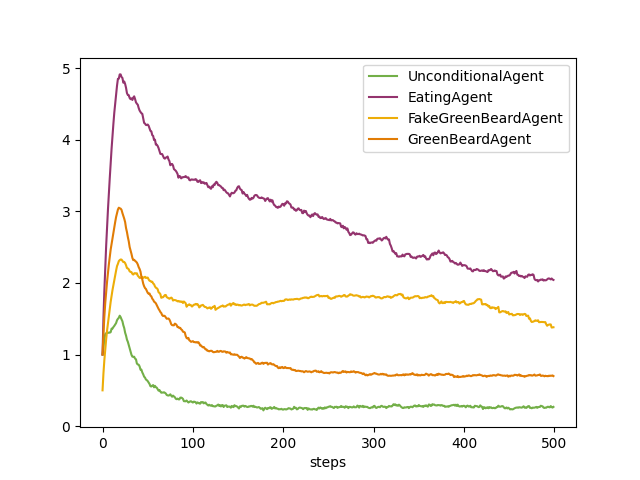 UnconditionalAgent
EatingAgent
FakeGreenBeardAgent
GreenBeardAgent
5
4
3
2
1
0
0 100 200 300 400 500
steps